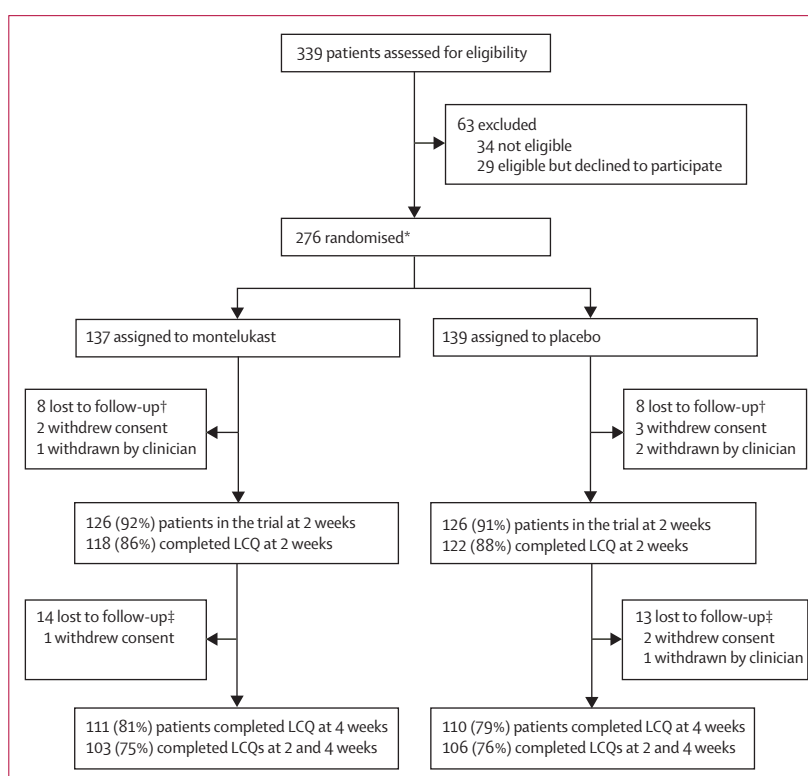 339 patients assessed for eligibility
63 excluded
34 not eligible
29 eligible but declined to participate
276 randomised*
137 assigned to montelukast
139 assigned to placebo
8 lost to follow-up†
2 withdrew consent
1 withdrawn by clinician
8 lost to follow-up†
3 withdrew consent
2 withdrawn by clinician
126 (92%) patients in the trial at 2 weeks
118 (86%) completed LCQ at 2 weeks
126 (91%) patients in the trial at 2 weeks
122 (88%) completed LCQ at 2 weeks
14 lost to follow-up‡
1 withdrew consent
13 lost to follow-up‡
2 withdrew consent
1 withdrawn by clinician
111 (81%) patients completed LCQ at 4 weeks
103 (75%) completed LCQs at 2 and 4 weeks
110 (79%) patients completed LCQ at 4 weeks
106 (76%) completed LCQs at 2 and 4 weeks